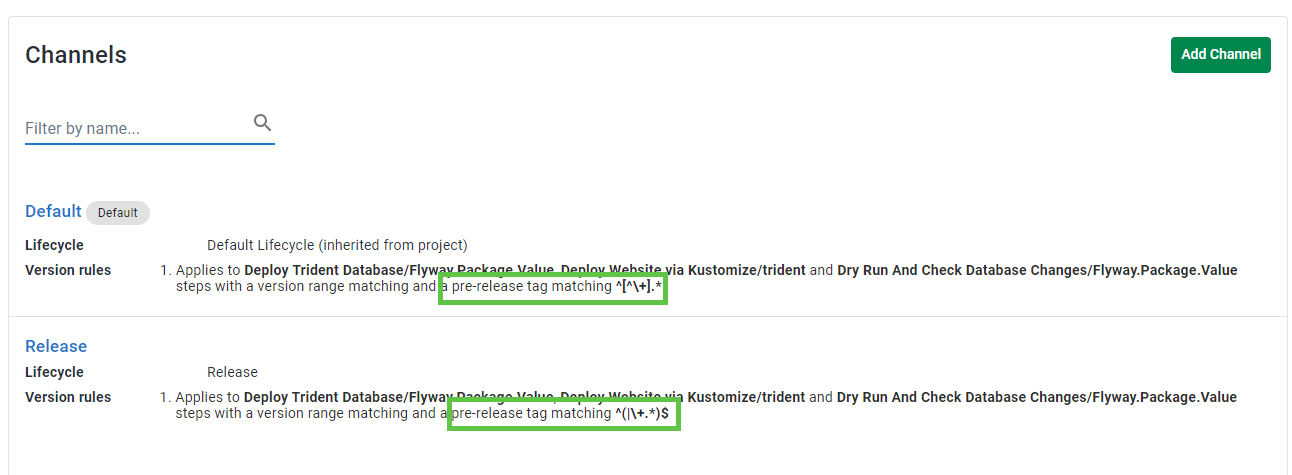 Channels
Add Channel
Filter by name...
Default Default
Lifecycle Default Lifecycle (inherited from project)
Version rules 1. Applies to Deploy Trident Database/Flyway.Package.Value, Deploy Website via Kustomize/trident and Dry Run And Check Database Changes/Flyway.Package.Value
steps with a version range matching and a pre-release tag matching ^[^\+].*
Release
Lifecycle Release
Version rules 1. Applies to Deploy Trident Database/Flyway.Package.Value, Deploy Website via Kustomize/trident and Dry Run And Check Database Changes/Flyway.Package.Value
steps with a version range matching and a pre-release tag matching ^(|\+.*)$